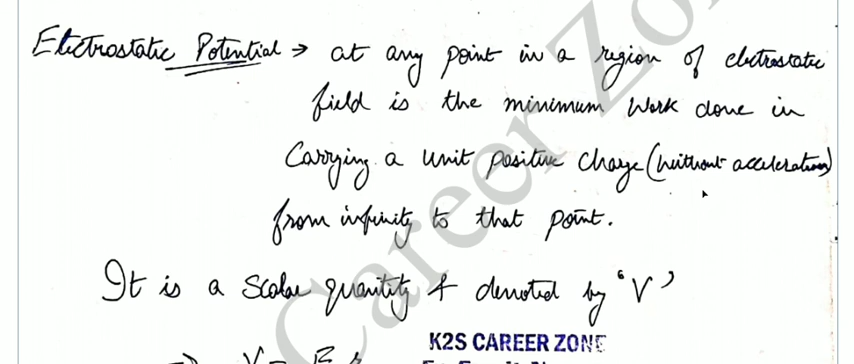 Electrostatic Potential → at any point in a region of electrostatic
field is the minimum work done in
Carrying a unit positive charge (without acceleration)
from infinity to that point.
It is a Scalar quantity & denoted by 'V'
K2S CAREER ZONE